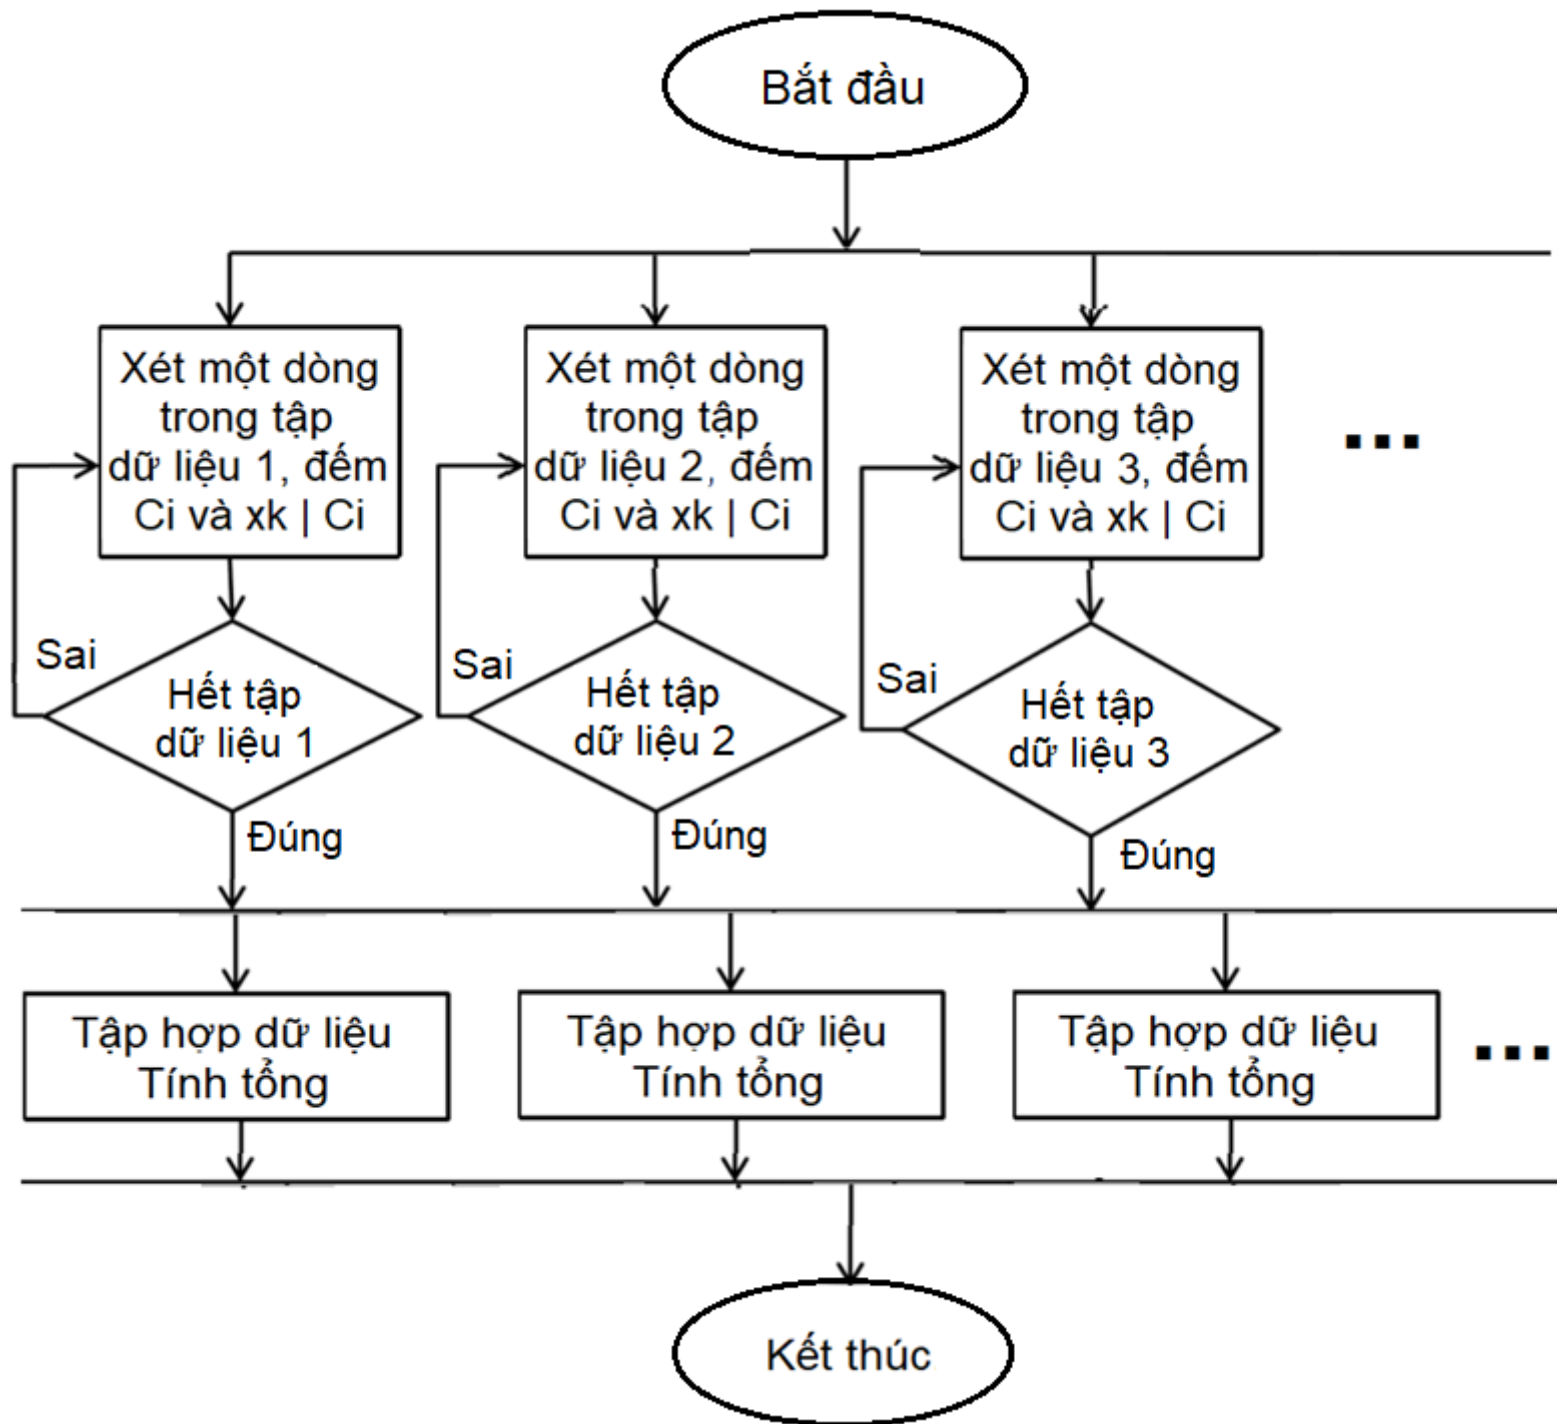 Bắt đầu
Xét một dòng
trong tập
dữ liệu 1, đếm
Ci và xk | Ci
Xét một dòng
trong tập
dữ liệu 2, đếm
Ci và xk | Ci
Xét một dòng
trong tập
dữ liệu 3, đếm
Ci và xk | Ci
...
Sai
Hết tập
dữ liệu 1
Đúng
Sai
Hết tập
dữ liệu 2
Đúng
Sai
Hết tập
dữ liệu 3
Đúng
Tập hợp dữ liệu
Tính tổng
Tập hợp dữ liệu
Tính tổng
Tập hợp dữ liệu
Tính tổng
...
Kết thúc